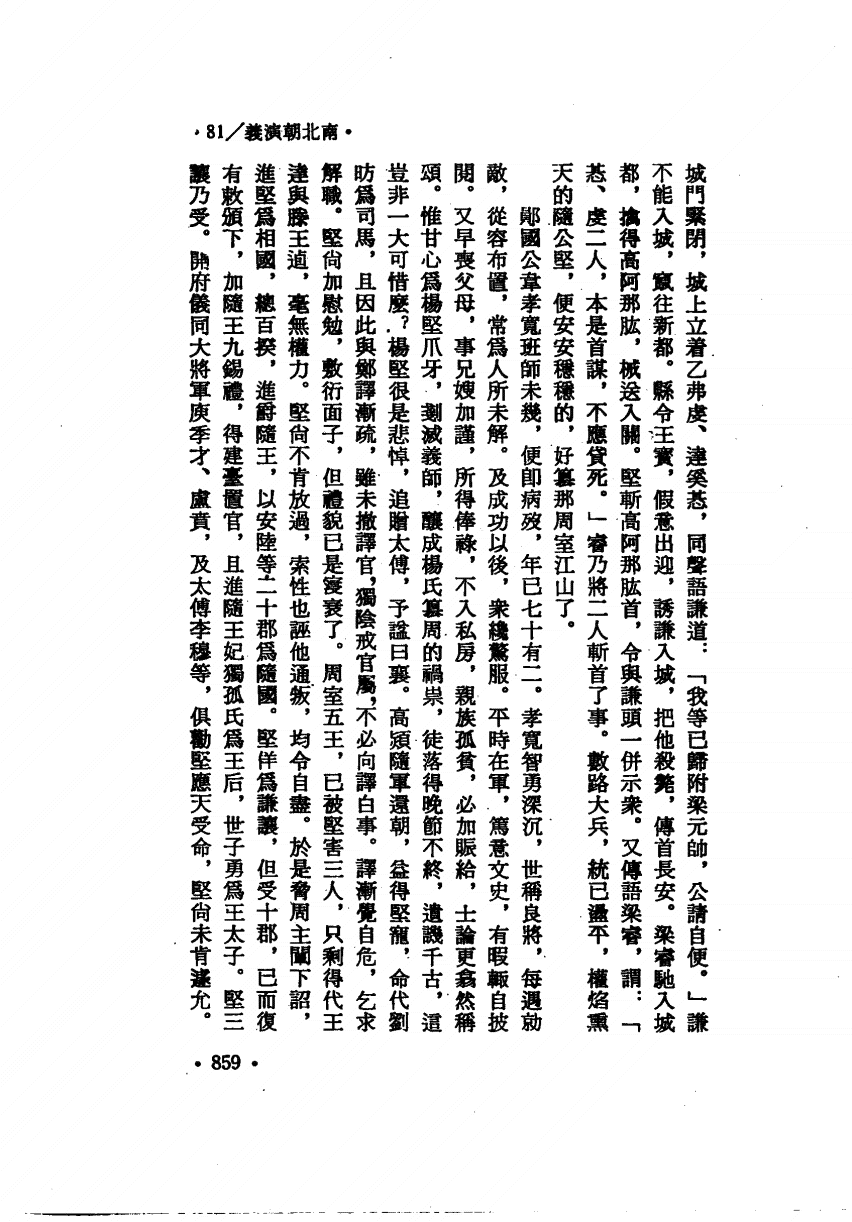 •南北朝演義/81•
城門緊閉，城上立着乙弗虔、達奚惎，同聲語謙道：「我等已歸附梁元帥，公請自便。」謙
不能入城，竄往新都。縣令王寶，假意出迎，誘謙入城，把他殺斃，傳首長安。梁睿馳入城
都，擒得高阿那肱，械送入關。堅斬高阿那肱首，令與謙頭一併示衆。又傳語梁睿，謂：「
惎、虔二人，本是首謀，不應貸死。」睿乃將二人斬首了事。數路大兵，統已盪平，權焰熏
天的隨公堅，便安安穩穩的，好篡那周室江山了。
鄖國公韋孝寬班師未幾，便卽病歿，年已七十有二。孝寬智勇深沉，世稱良將，每遇勍
敵，從容布置，常爲人所未解。及成功以後，衆纔驚服。平時在軍，篤意文史，有暇輒自披
閱。又早喪父母，事兄嫂加謹，所得俸祿，不入私房，親族孤貧，必加賑給，士論更翕然稱
頌。惟甘心爲楊堅爪牙，剗滅義師，釀成楊氏篡周的禍祟，徒落得晚節不終，遺譏千古，這
豈非一大可惜麼？楊堅很是悲悼，追贈太傅，予諡曰襄。高熲隨軍還朝，益得堅寵，命代劉
昉爲司馬，且因此與鄭譯漸疏，雖未撤譯官，獨陰戒官屬，不必向譯白事。譯漸覺自危，乞求
解職。堅尙加慰勉，敷衍面子，但禮貌已是寖衰了。周室五王，已被堅害三人，只剩得代王
達與滕王逌，毫無權力。堅尙不肯放過，索性也誣他通叛，均令自盡。於是脅周主闡下詔，
進堅爲相國，總百揆，進爵隨王，以安陸等二十郡爲隨國。堅佯爲謙讓，但受十郡，已而復
有敕頒下，加隨王九錫禮，得建臺置官，且進隨王妃獨孤氏爲王后，世子勇爲王太子。堅三
讓乃受。開府儀同大將軍庾季才、盧賁，及太傅李穆等，俱勸堅應天受命，堅尙未肯遽允。
•859•